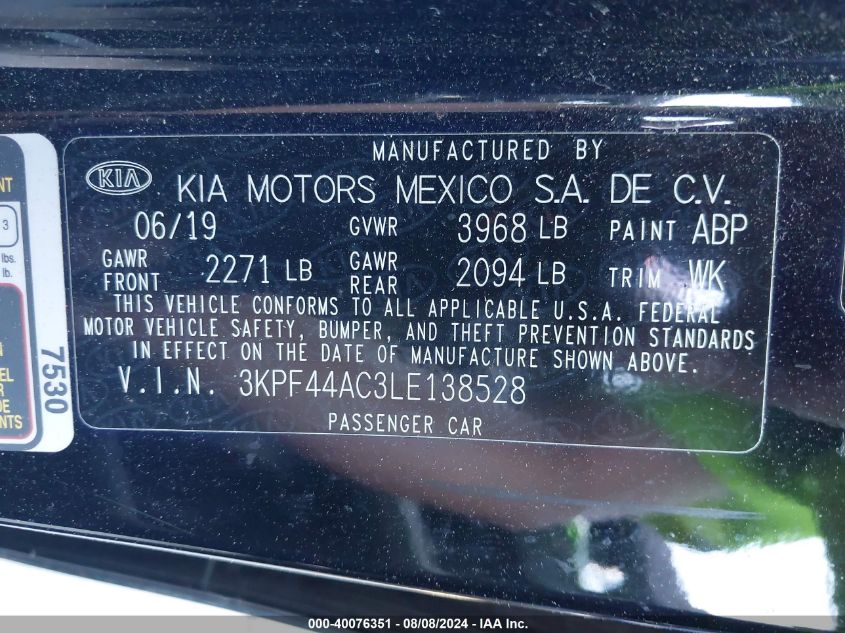 MANUFACTURED BY
KIA KIA MOTORS MEXICO S.A. DE C.V.
06/19 GVWR 3968 LB PAINT ABP
GAWR FRONT 2271 LB GAWR REAR 2094 LB TRIM WK
THIS VEHICLE CONFORMS TO ALL APPLICABLE U.S.A. FEDERAL
MOTOR VEHICLE SAFETY, BUMPER, AND THEFT PREVENTION STANDARDS
IN EFFECT ON THE DATE OF MANUFACTURE SHOWN ABOVE.
V.I.N. 3KPF44AC3LE138528
PASSENGER CAR
3
lbs.
lb.
7530
000-40076351 - 08/08/2024 - IAA Inc.